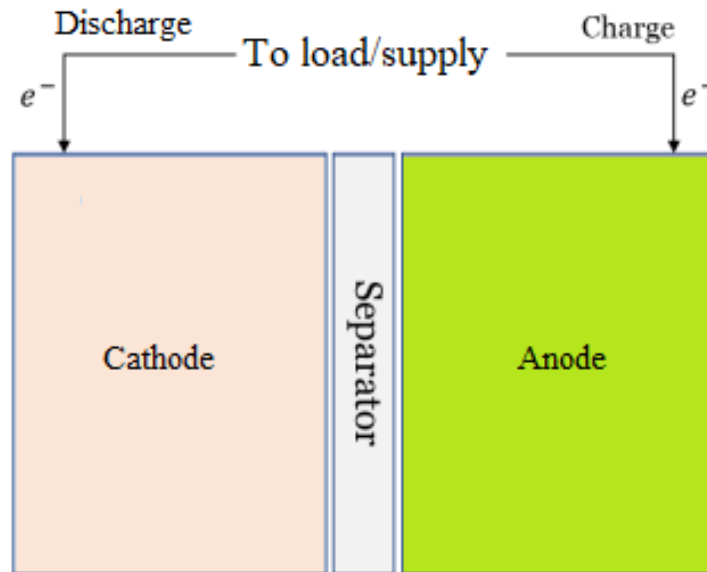 Discharge
To load/supply
Charge
e⁻
e⁻
Cathode
Separator
Anode